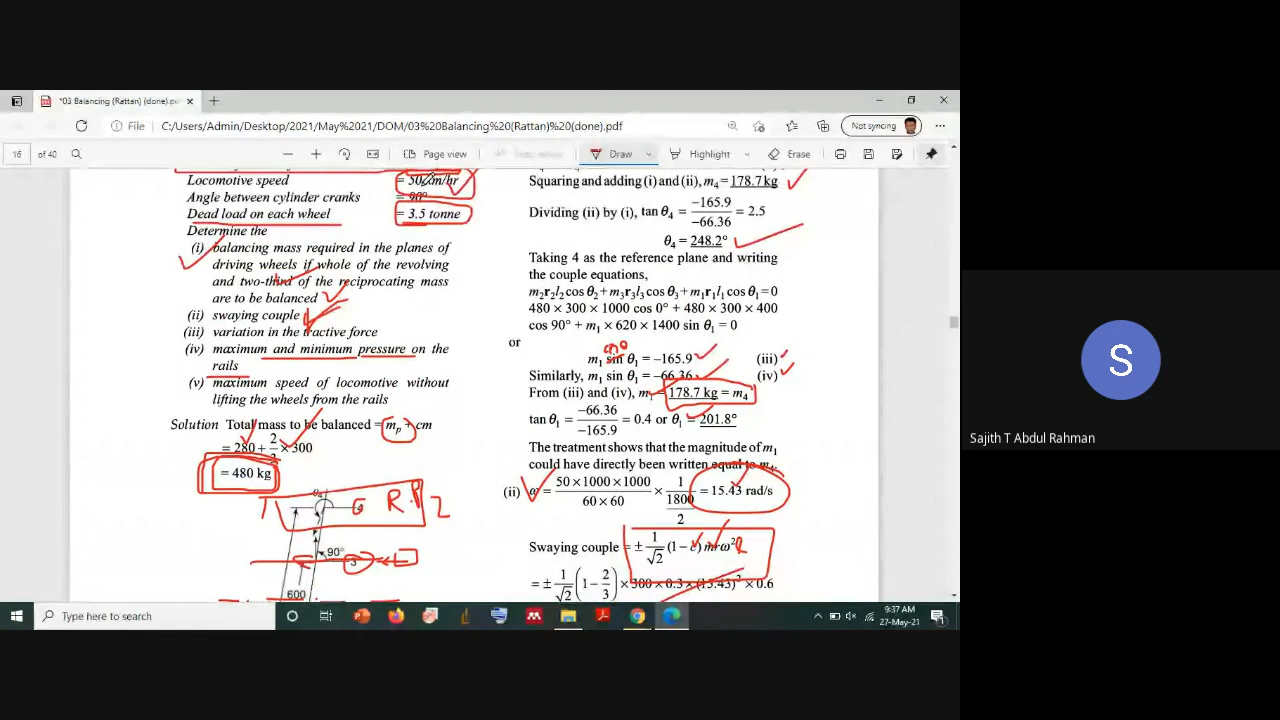 *03 Balancing (Rattan) (done).pd
File
C:/Users/Admin/Desktop/2021/May%2021/DOM/03%20Balancing%20(Rattan)%20(done).pdf
Not syncing
16 of 40
Page view
Draw
Highlight
Erase
Locomotive speed = 50 km/hr
Angle between cylinder cranks = 90°
Dead load on each wheel = 3.5 tonne
Determine the
(i) balancing mass required in the planes of
driving wheels if whole of the revolving
and two-third of the reciprocating mass
are to be balanced
(ii) swaying couple
(iii) variation in the tractive force
(iv) maximum and minimum pressure on the
rails
(v) maximum speed of locomotive without
lifting the wheels from the rails
Solution Total mass to be balanced = mp + cm
= 280 + 2/3 × 300
= 480 kg
R.P
2
90°
3
600
Squaring and adding (i) and (ii), m4 = 178.7 kg
Dividing (ii) by (i), tan θ4 = −165.9/−66.36 = 2.5
θ4 = 248.2°
Taking 4 as the reference plane and writing
the couple equations,
m2r2l2 cos θ2 + m3r3l3 cos θ3 + m1r1l1 cos θ1 = 0
480 × 300 × 1000 cos 0° + 480 × 300 × 400
cos 90° + m1 × 620 × 1400 sin θ1 = 0
or
cos
m1 sin θ1 = −165.9 (iii)
Similarly, m1 sin θ1 = −66.36 (iv)
From (iii) and (iv), m1 = 178.7 kg = m4
tan θ1 = −66.36/−165.9 = 0.4 or θ1 = 201.8°
The treatment shows that the magnitude of m1
could have directly been written equal to m4.
(ii) ω = 50 × 1000 × 1000/60 × 60 × 1/1800/2 = 15.43 rad/s
Swaying couple = ± 1/√2 (1 − c) mrω² R
= ± 1/√2 (1 − 2/3) × 300 × 0.3 × (15.43)² × 0.6
S
Sajith T Abdul Rahman
Type here to search
9:37 AM
27-May-21